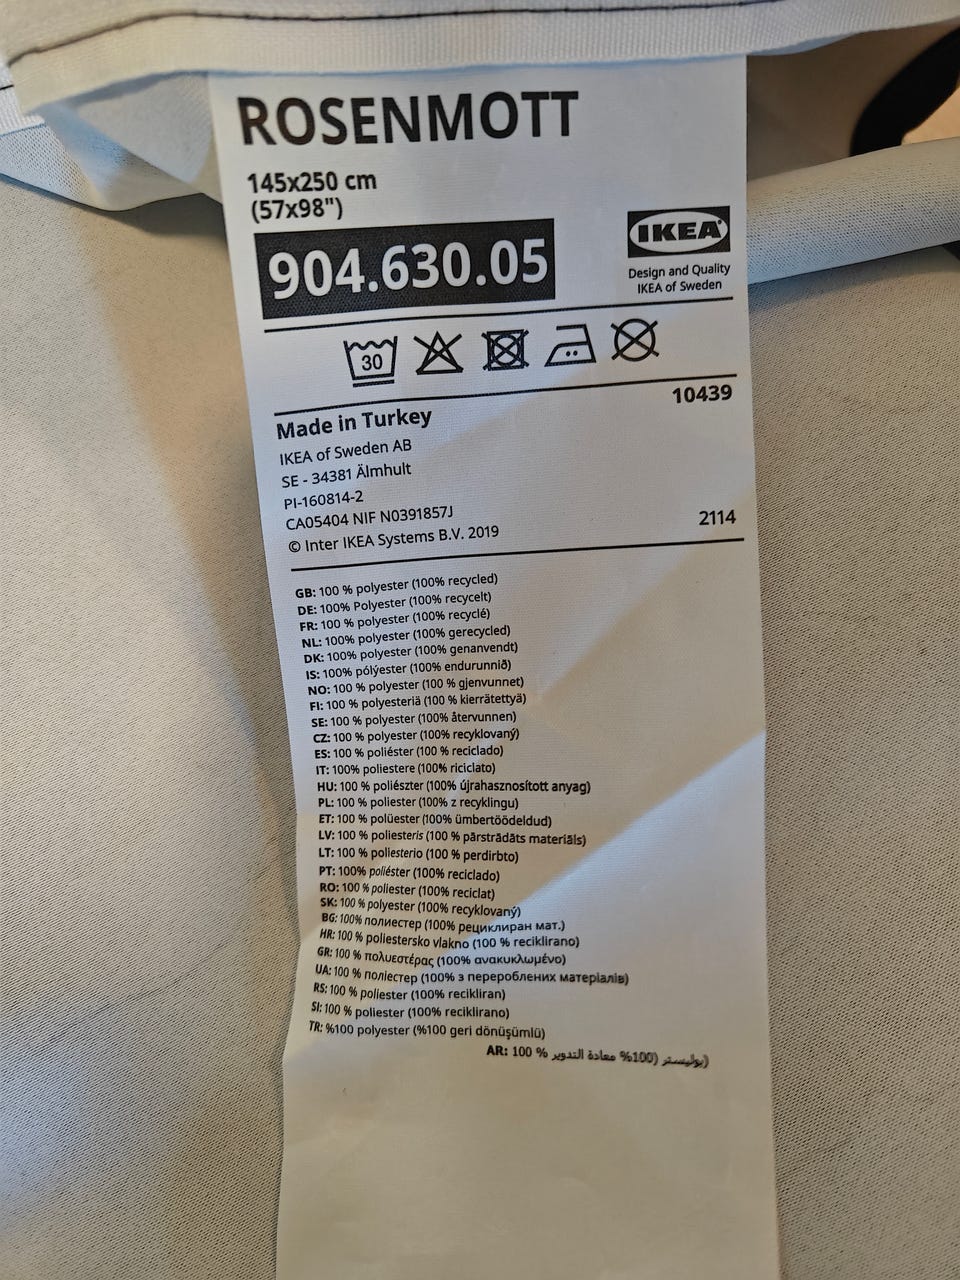 ROSENMOTT
145x250 cm
(57x98")
904.630.05
IKEA
Design and Quality
IKEA of Sweden
30
10439
Made in Turkey
IKEA of Sweden AB
SE - 34381 Älmhult
PI-160814-2
CA05404 NIF N0391857J
© Inter IKEA Systems B.V. 2019
2114
GB: 100 % polyester (100% recycled)
DE: 100% Polyester (100% recycelt)
FR: 100 % polyester (100% recyclé)
NL: 100% polyester (100% gerecycled)
DK: 100% polyester (100% genanvendt)
IS: 100% pólýester (100% endurunnið)
NO: 100 % polyester (100 % gjenvunnet)
FI: 100 % polyesteriä (100 % kierrätettyä)
SE: 100 % polyester (100% återvunnen)
CZ: 100 % polyester (100% recyklovaný)
ES: 100 % poliéster (100 % reciclado)
IT: 100% poliestere (100% riciclato)
HU: 100 % poliészter (100% újrahasznosított anyag)
PL: 100 % poliester (100% z recyklingu)
ET: 100 % polüester (100% ümbertöödeldud)
LV: 100 % poliesteris (100 % pārstrādāts materiāls)
LT: 100 % poliesterio (100 % perdirbto)
PT: 100% poliéster (100% reciclado)
RO: 100 % poliester (100% reciclat)
SK: 100 % polyester (100% recyklovaný)
BG: 100% полиестер (100% рециклиран мат.)
HR: 100 % poliestersko vlakno (100 % reciklirano)
GR: 100 % πολυεστέρας (100% ανακυκλωμένο)
UA: 100 % поліестер (100% з перероблених матеріалів)
RS: 100 % poliester (100% recikliran)
SI: 100 % poliester (100% reciklirano)
TR: %100 polyester (%100 geri dönüşümlü)
AR: 100 % بوليستر (100% معادة التدوير)